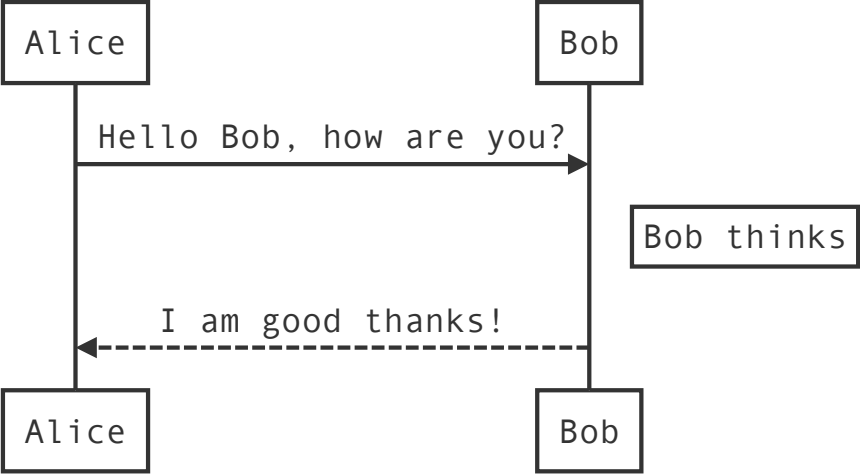 Alice
Bob
Hello Bob, how are you?
Bob thinks
I am good thanks!
Alice
Bob